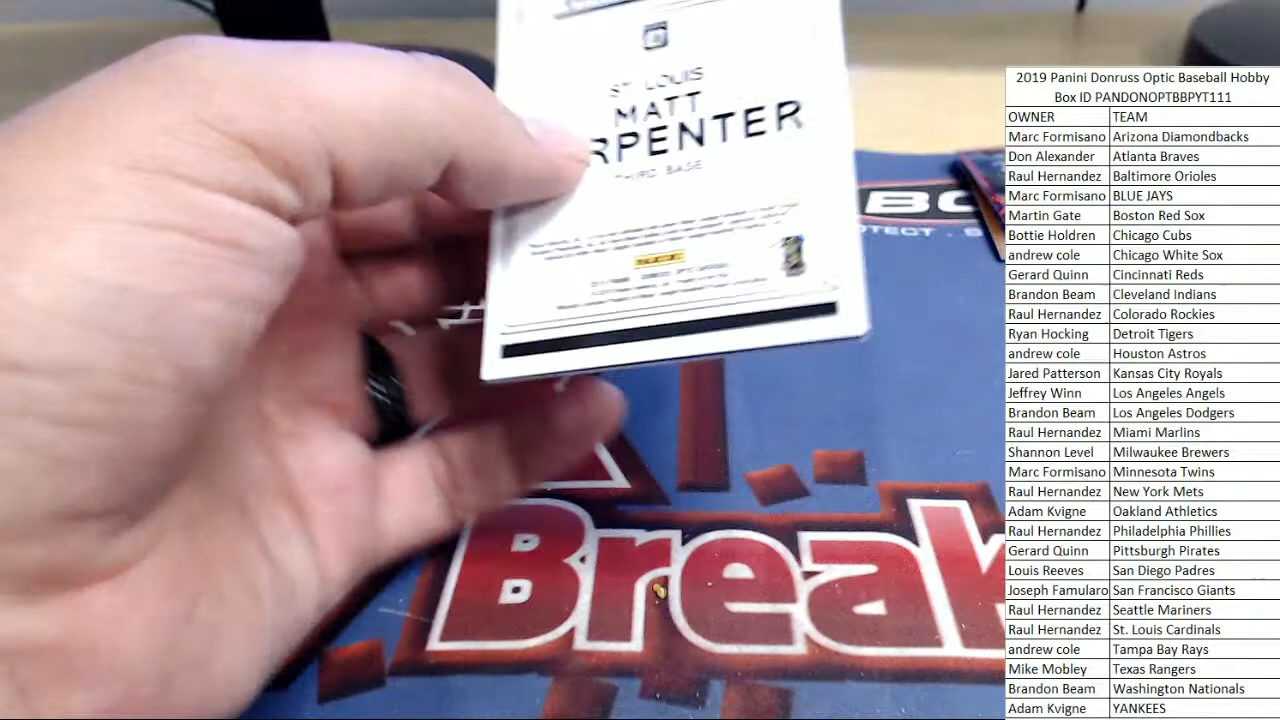 ST LOUIS
MATT
RPENTER
THIRD BASE
BO
OTECT - S
Break
2019 Panini Donruss Optic Baseball Hobby
Box ID PANDONOPTBBPYT111
OWNER TEAM
Marc Formisano Arizona Diamondbacks
Don Alexander Atlanta Braves
Raul Hernandez Baltimore Orioles
Marc Formisano BLUE JAYS
Martin Gate Boston Red Sox
Bottie Holdren Chicago Cubs
andrew cole Chicago White Sox
Gerard Quinn Cincinnati Reds
Brandon Beam Cleveland Indians
Raul Hernandez Colorado Rockies
Ryan Hocking Detroit Tigers
andrew cole Houston Astros
Jared Patterson Kansas City Royals
Jeffrey Winn Los Angeles Angels
Brandon Beam Los Angeles Dodgers
Raul Hernandez Miami Marlins
Shannon Level Milwaukee Brewers
Marc Formisano Minnesota Twins
Raul Hernandez New York Mets
Adam Kvigne Oakland Athletics
Raul Hernandez Philadelphia Phillies
Gerard Quinn Pittsburgh Pirates
Louis Reeves San Diego Padres
Joseph Famularo San Francisco Giants
Raul Hernandez Seattle Mariners
Raul Hernandez St. Louis Cardinals
andrew cole Tampa Bay Rays
Mike Mobley Texas Rangers
Brandon Beam Washington Nationals
Adam Kvigne YANKEES